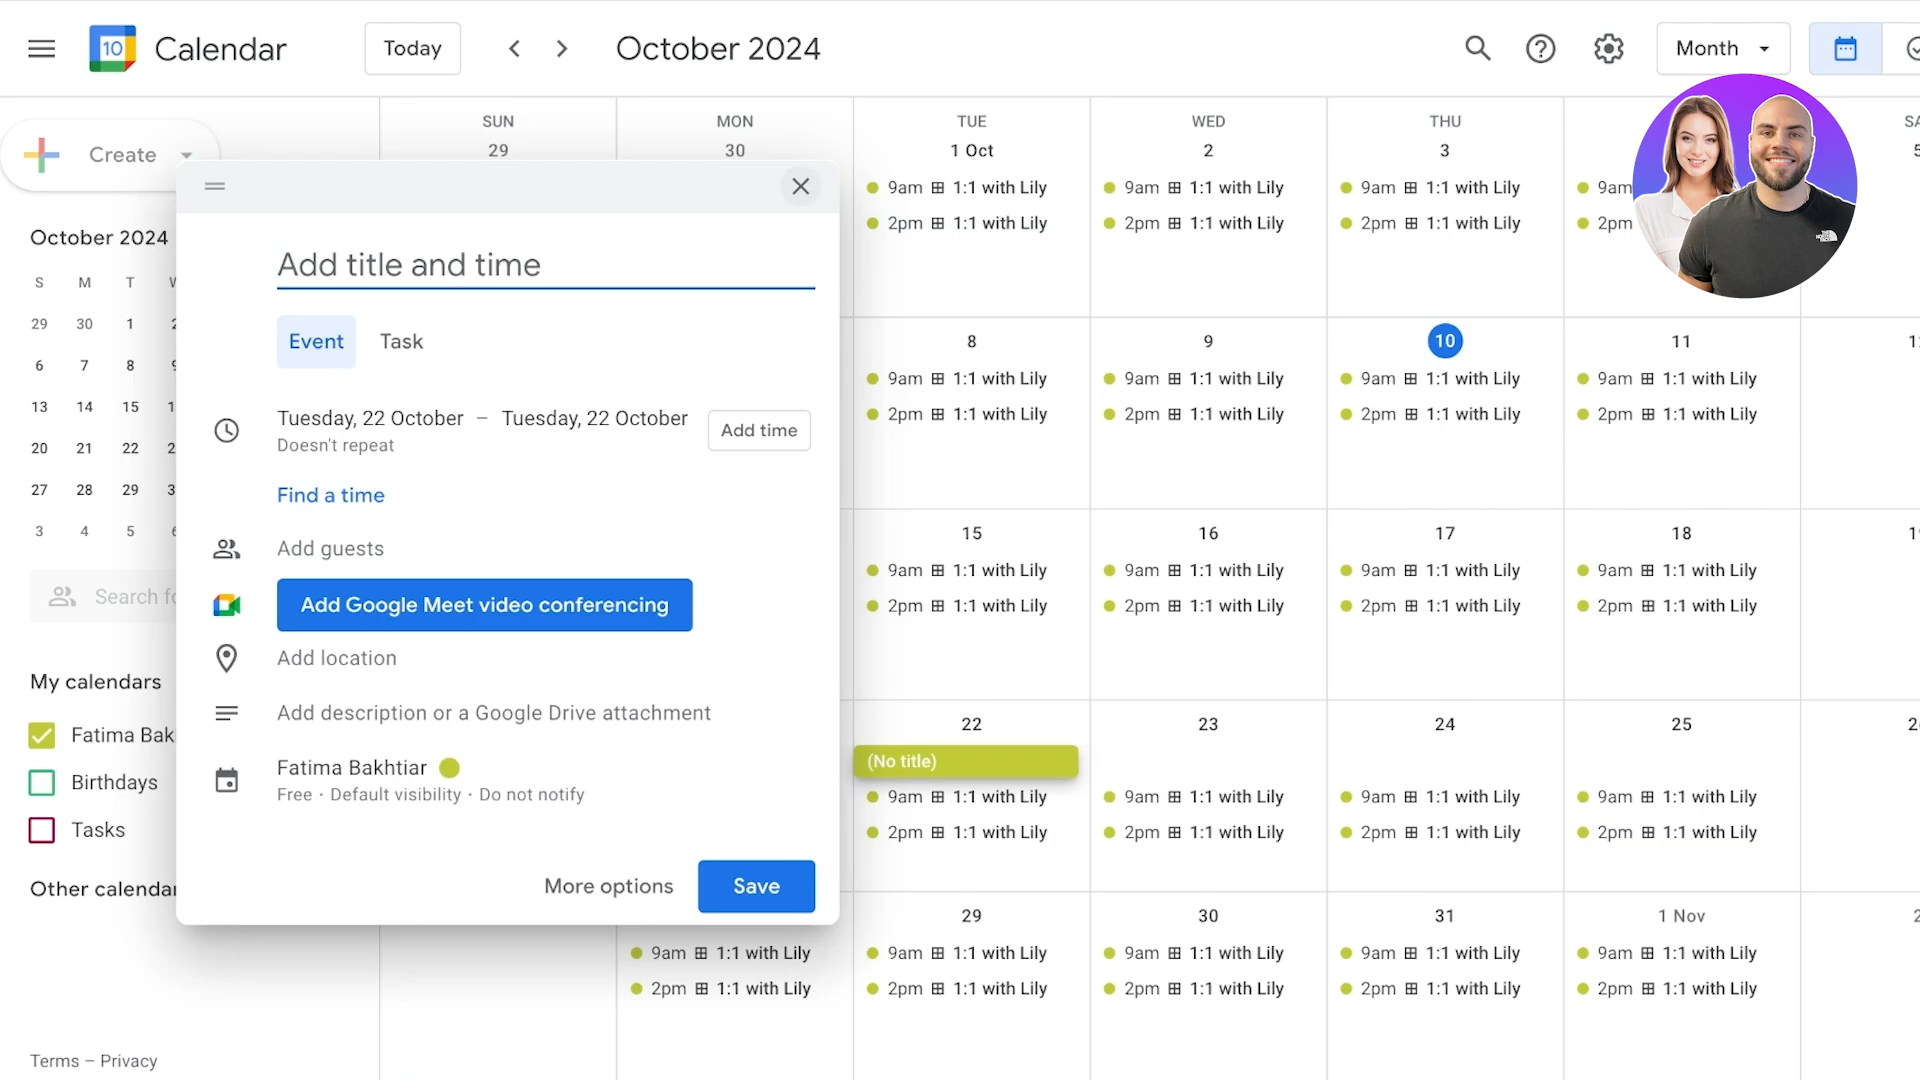 10 Calendar Today October 2024 Month
SUN MON TUE WED THU
29 30 1 Oct 2 3 5
Create
9am 1:1 with Lily 9am 1:1 with Lily 9am 1:1 with Lily 9am
2pm 1:1 with Lily 2pm 1:1 with Lily 2pm 1:1 with Lily 2pm
October 2024
S M T
29 30 1 2
6 7 8 9
13 14 15
20 21 22
27 28 29
3 4 5 6
Search
My calendars
Fatima Bak
Birthdays
Tasks
Other calendar
Terms – Privacy
Add title and time
Event Task
Tuesday, 22 October – Tuesday, 22 October Add time
Doesn't repeat
Find a time
Add guests
Add Google Meet video conferencing
Add location
Add description or a Google Drive attachment
Fatima Bakhtiar
Free · Default visibility · Do not notify
More options Save
8 9 10 11
9am 1:1 with Lily 9am 1:1 with Lily 9am 1:1 with Lily 9am 1:1 with Lily
2pm 1:1 with Lily 2pm 1:1 with Lily 2pm 1:1 with Lily 2pm 1:1 with Lily
15 16 17 18
9am 1:1 with Lily 9am 1:1 with Lily 9am 1:1 with Lily 9am 1:1 with Lily
2pm 1:1 with Lily 2pm 1:1 with Lily 2pm 1:1 with Lily 2pm 1:1 with Lily
22 23 24 25
(No title)
9am 1:1 with Lily 9am 1:1 with Lily 9am 1:1 with Lily 9am 1:1 with Lily
2pm 1:1 with Lily 2pm 1:1 with Lily 2pm 1:1 with Lily 2pm 1:1 with Lily
29 30 31 1 Nov
9am 1:1 with Lily 9am 1:1 with Lily 9am 1:1 with Lily 9am 1:1 with Lily 9am 1:1 with Lily
2pm 1:1 with Lily 2pm 1:1 with Lily 2pm 1:1 with Lily 2pm 1:1 with Lily 2pm 1:1 with Lily